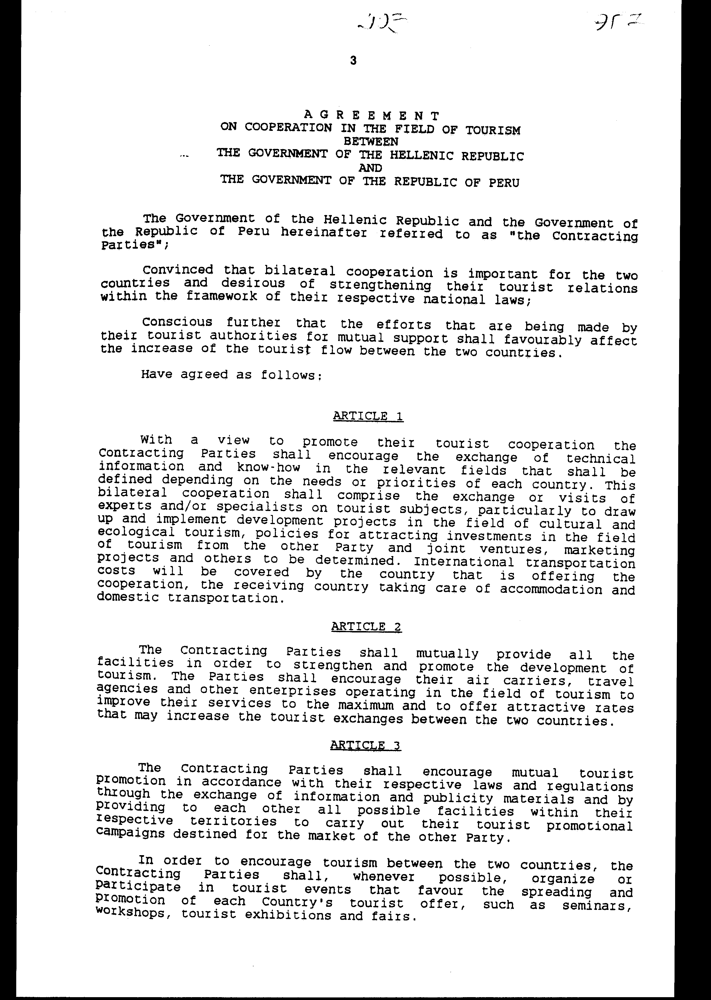 3
A G R E E M E N T
ON COOPERATION IN THE FIELD OF TOURISM
BETWEEN
THE GOVERNMENT OF THE HELLENIC REPUBLIC
AND
THE GOVERNMENT OF THE REPUBLIC OF PERU
The Government of the Hellenic Republic and the Government of
the Republic of Peru hereinafter referred to as "the Contracting
Parties";
Convinced that bilateral cooperation is important for the two
countries and desirous of strengthening their tourist relations
within the framework of their respective national laws;
Conscious further that the efforts that are being made by
their tourist authorities for mutual support shall favourably affect
the increase of the tourist flow between the two countries.
Have agreed as follows:
ARTICLE 1
With a view to promote their tourist cooperation the
Contracting Parties shall encourage the exchange of technical
information and know-how in the relevant fields that shall be
defined depending on the needs or priorities of each country. This
bilateral cooperation shall comprise the exchange or visits of
experts and/or specialists on tourist subjects, particularly to draw
up and implement development projects in the field of cultural and
ecological tourism, policies for attracting investments in the field
of tourism from the other Party and joint ventures, marketing
projects and others to be determined. International transportation
costs will be covered by the country that is offering the
cooperation, the receiving country taking care of accommodation and
domestic transportation.
ARTICLE 2
The Contracting Parties shall mutually provide all the
facilities in order to strengthen and promote the development of
tourism. The Parties shall encourage their air carriers, travel
agencies and other enterprises operating in the field of tourism to
improve their services to the maximum and to offer attractive rates
that may increase the tourist exchanges between the two countries.
ARTICLE 3
The Contracting Parties shall encourage mutual tourist
promotion in accordance with their respective laws and regulations
through the exchange of information and publicity materials and by
providing to each other all possible facilities within their
respective territories to carry out their tourist promotional
campaigns destined for the market of the other Party.
In order to encourage tourism between the two countries, the
Contracting Parties shall, whenever possible, organize or
participate in tourist events that favour the spreading and
promotion of each Country's tourist offer, such as seminars,
workshops, tourist exhibitions and fairs.